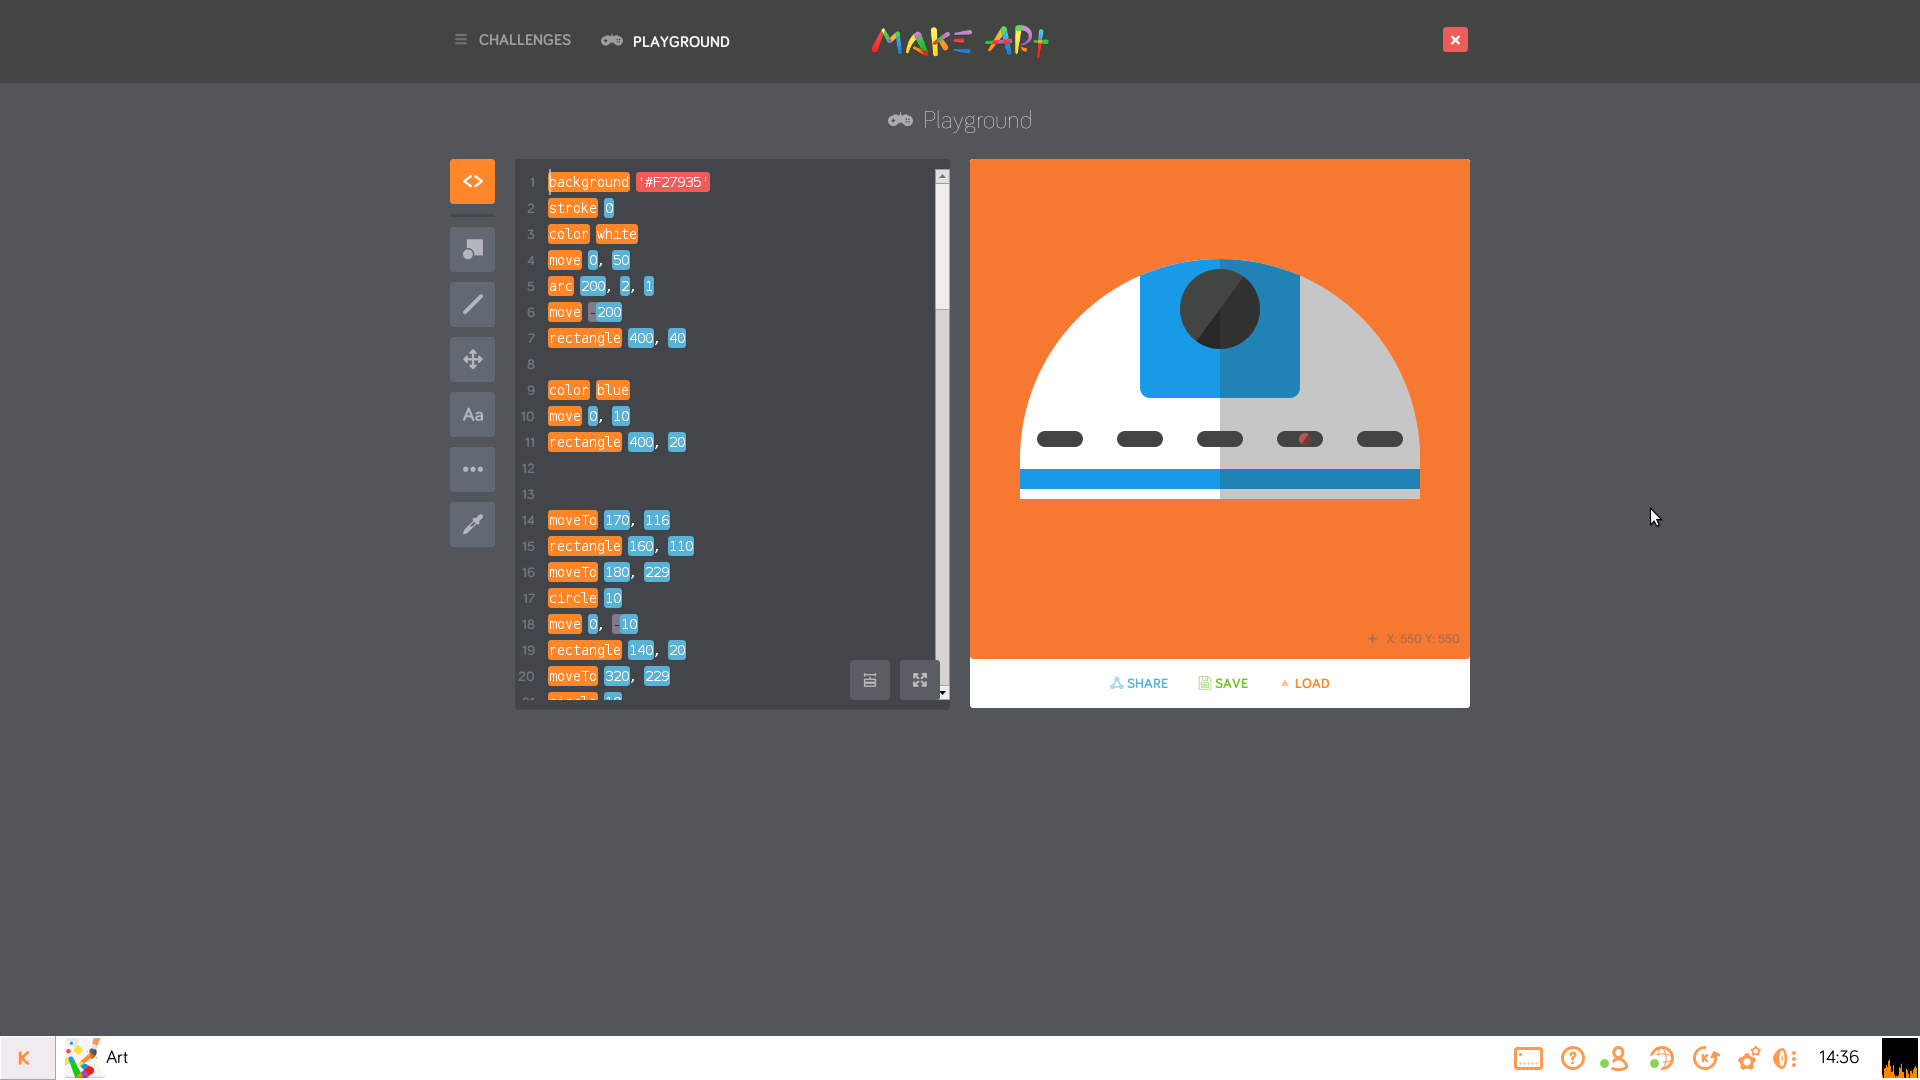 CHALLENGES
PLAYGROUND
MAKE ART
Playground
1 background '#F27935'
2 stroke 0
3 color white
4 move 0, 50
5 arc 200, 2, 1
6 move -200
7 rectangle 400, 40
8
9 color blue
10 move 0, 10
11 rectangle 400, 20
12
13
14 moveTo 170, 116
15 rectangle 160, 110
16 moveTo 180, 229
17 circle 10
18 move 0, -10
19 rectangle 140, 20
20 moveTo 320, 229
21 circle 10
Aa
X: 550 Y: 550
SHARE
SAVE
LOAD
K
Art
?
K
14:36